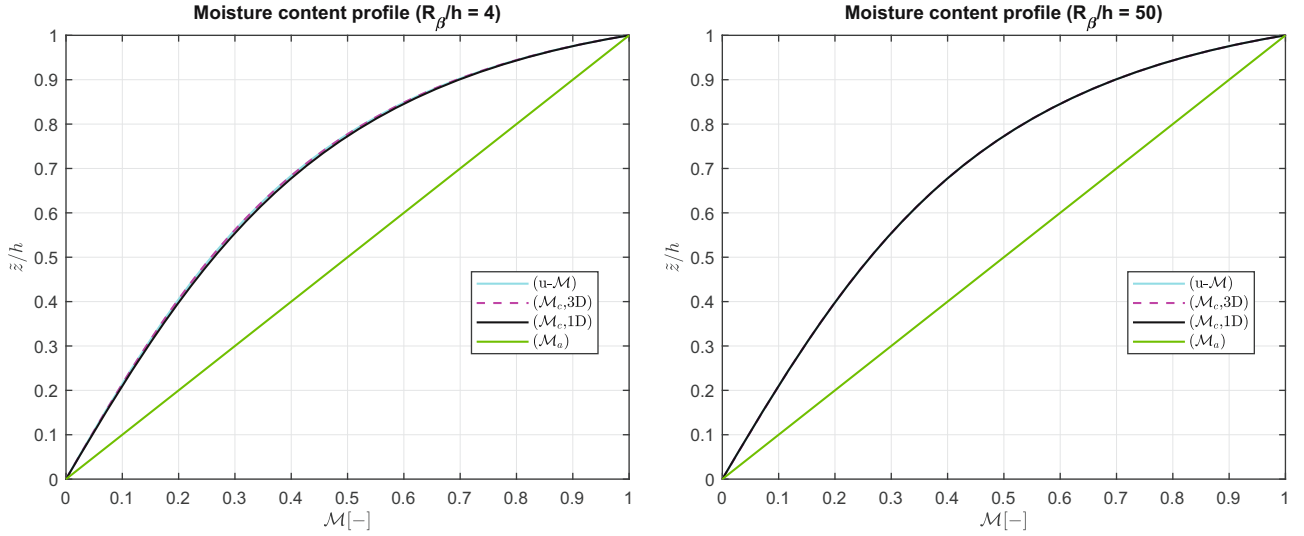 Moisture content profile (R_β/h = 4)
1
0.9
0.8
0.7
0.6
0.5
0.4
0.3
0.2
0.1
0
z̃/h
(u-ℳ)
(ℳ_c,3D)
(ℳ_c,1D)
(ℳ_a)
0 0.1 0.2 0.3 0.4 0.5 0.6 0.7 0.8 0.9 1
ℳ[−]
Moisture content profile (R_β/h = 50)
1
0.9
0.8
0.7
0.6
0.5
0.4
0.3
0.2
0.1
0
z̃/h
(u-ℳ)
(ℳ_c,3D)
(ℳ_c,1D)
(ℳ_a)
0 0.1 0.2 0.3 0.4 0.5 0.6 0.7 0.8 0.9 1
ℳ[−]